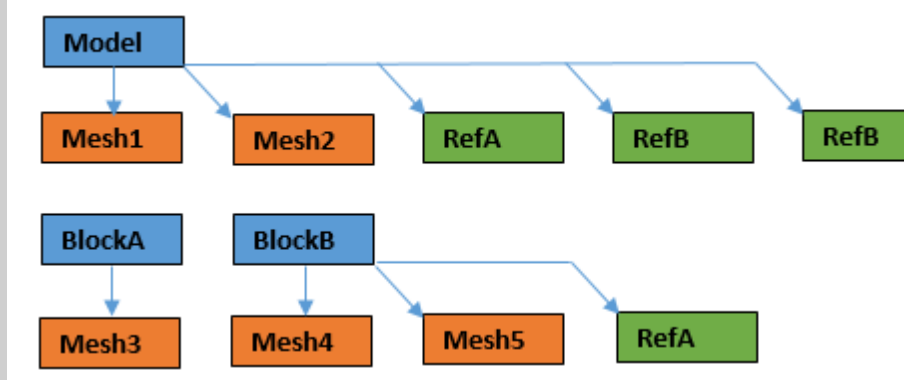 Model
Mesh1 Mesh2 RefA RefB RefB
BlockA BlockB
Mesh3 Mesh4 Mesh5 RefA